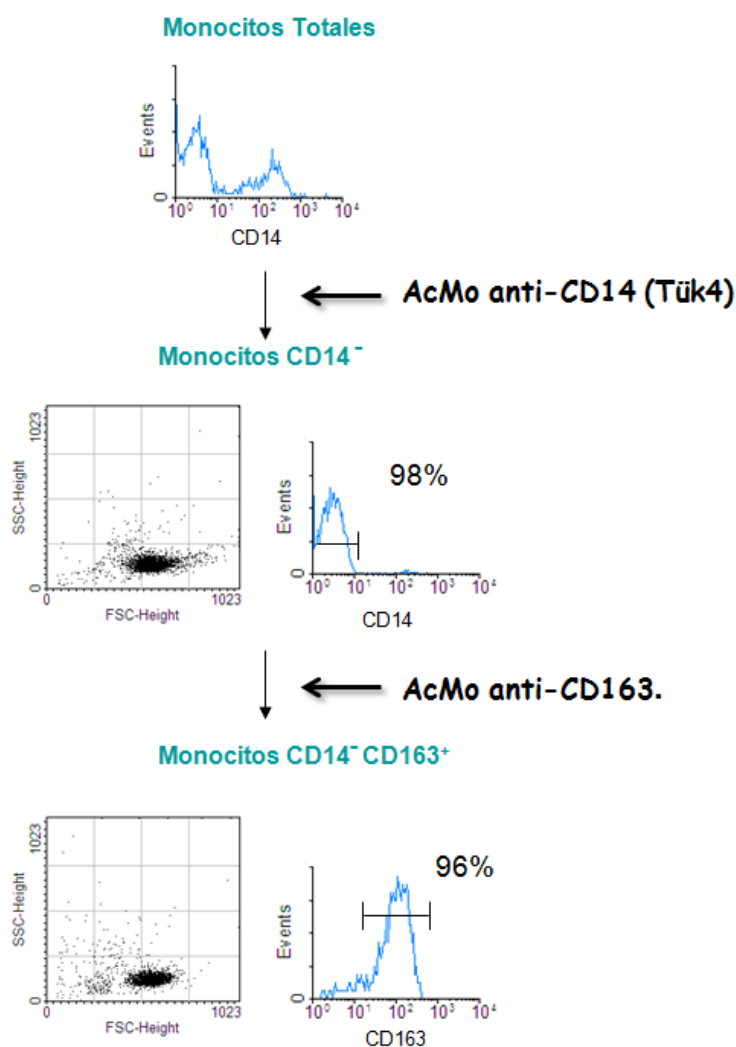 Monocitos Totales
Events
0
10⁰ 10¹ 10² 10³ 10⁴
CD14
AcMo anti-CD14 (Tük4)
Monocitos CD14⁻
1023
SSC-Height
0
0 1023
FSC-Height
98%
Events
0
10⁰ 10¹ 10² 10³ 10⁴
CD14
AcMo anti-CD163.
Monocitos CD14⁻ CD163⁺
1023
SSC-Height
0
0 1023
FSC-Height
96%
Events
0
10⁰ 10¹ 10² 10³ 10⁴
CD163